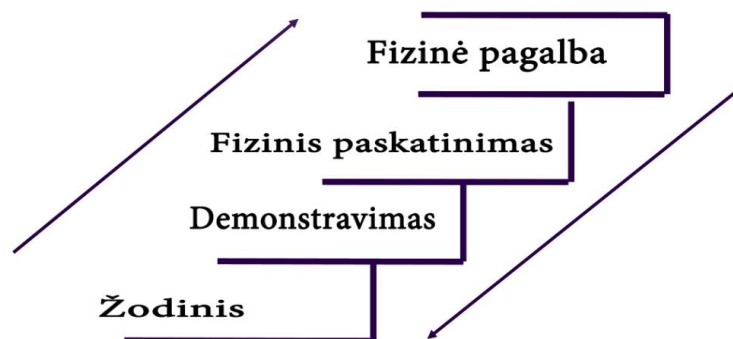 Fizinė pagalba
Fizinis paskatinimas
Demonstravimas
Žodinis